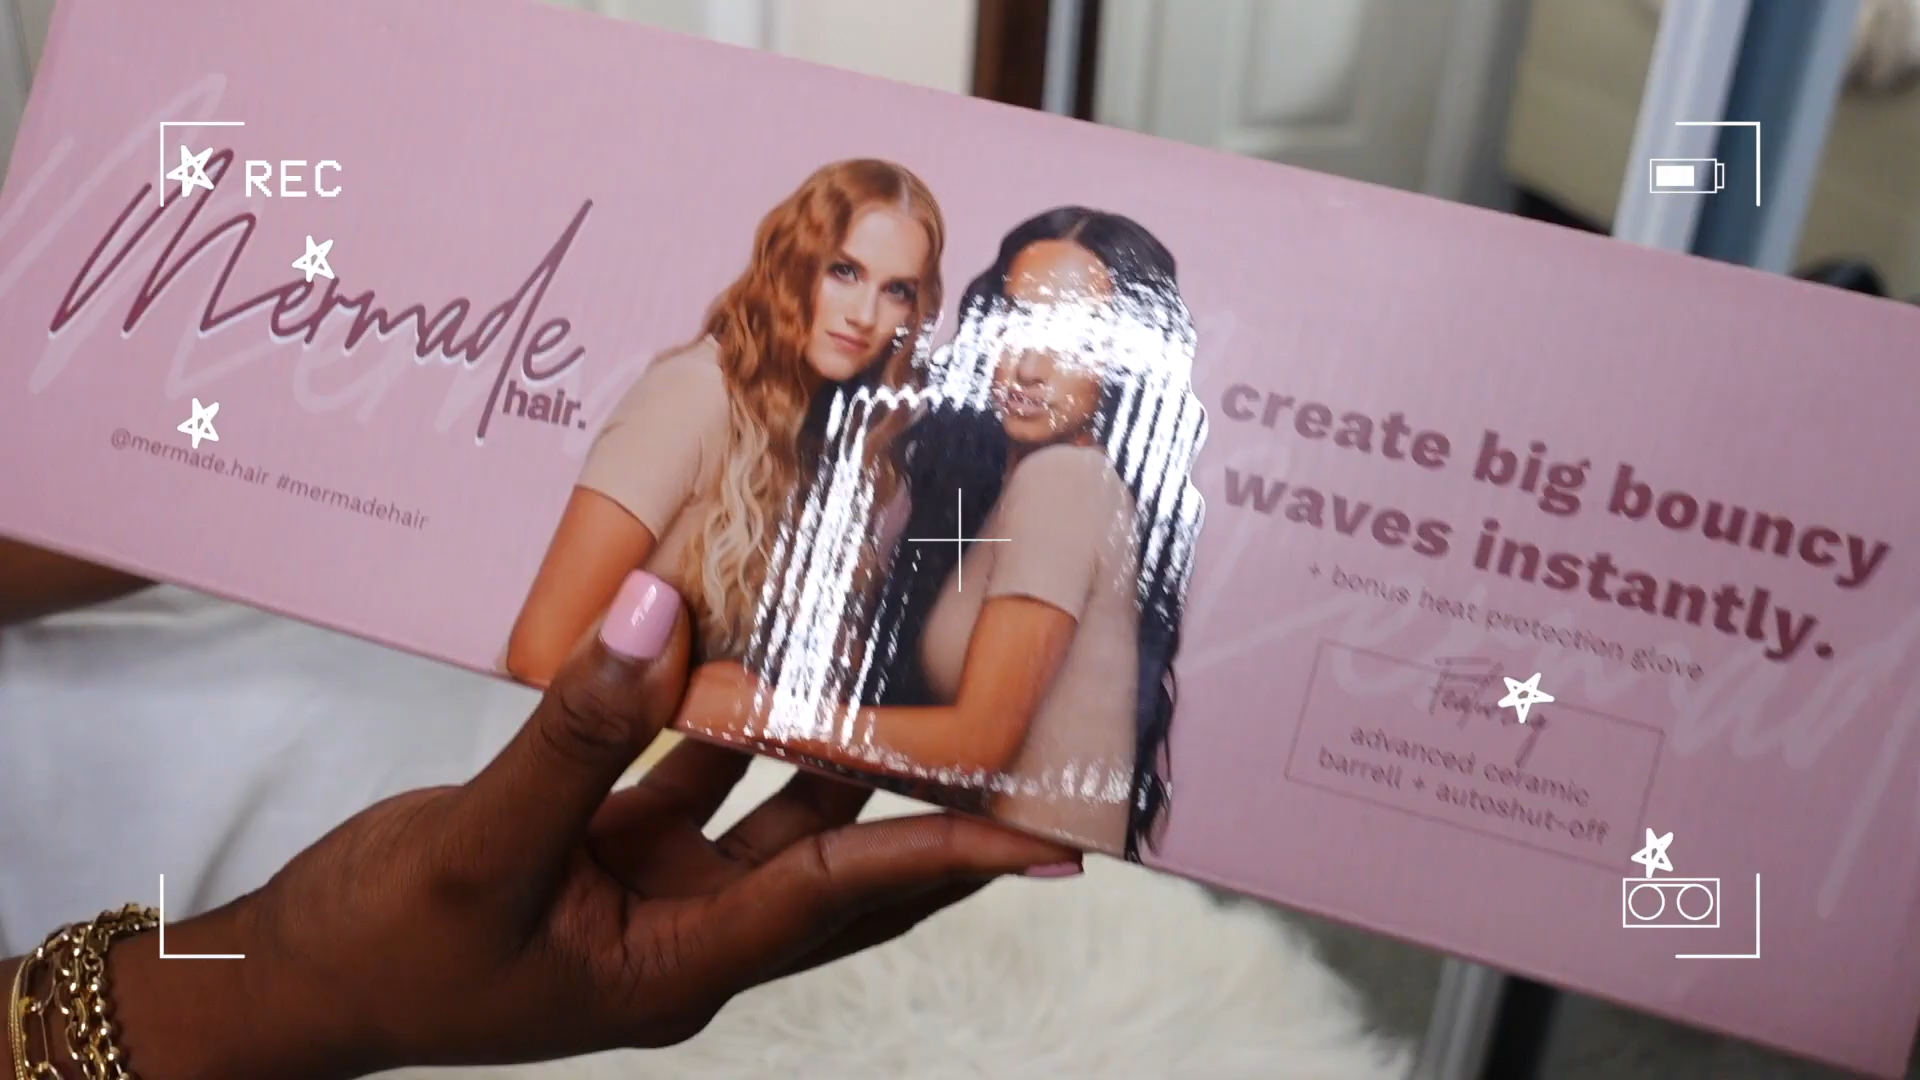 REC
Mermade
hair.
@mermade.hair #mermadehair
create big bouncy
waves instantly.
+ bonus heat protection glove
Featuring
advanced ceramic
barrell + autoshut-off